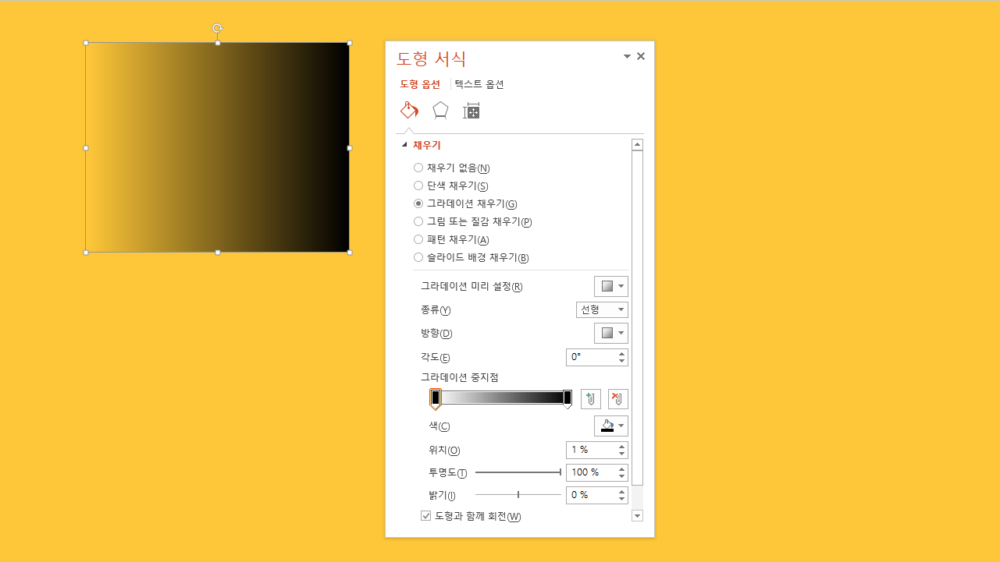 도형 서식
도형 옵션 텍스트 옵션
채우기
채우기 없음(N)
단색 채우기(S)
그라데이션 채우기(G)
그림 또는 질감 채우기(P)
패턴 채우기(A)
슬라이드 배경 채우기(B)
그라데이션 미리 설정(R)
종류(Y) 선형
방향(D)
각도(E) 0°
그라데이션 중지점
색(C)
위치(O) 1 %
투명도(T) 100 %
밝기(I) 0 %
도형과 함께 회전(W)